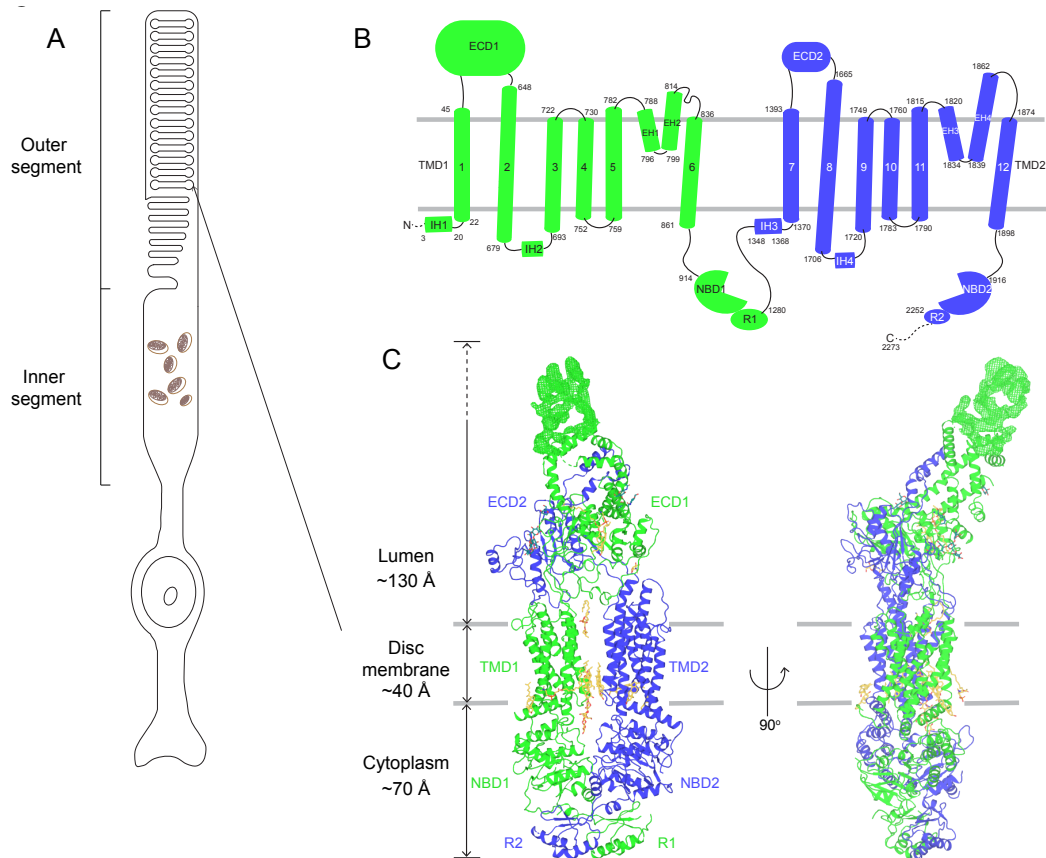 A
Outer
segment
Inner
segment
B
ECD1
45
648
722
730
782
788
814
836
EH1
EH2
796
799
TMD1
1
2
3
4
5
6
N
IH1
3
20
22
679
IH2
693
752
759
861
914
NBD1
R1
1280
ECD2
1393
1665
1749
1760
1815
1820
1862
1874
EH3
EH4
1834
1839
7
8
9
10
11
12
TMD2
IH3
1348
1368
1370
1706
IH4
1720
1783
1790
1898
1916
NBD2
2252
R2
C
2273
C
ECD2
ECD1
Lumen
~130 Å
Disc
membrane
~40 Å
TMD1
TMD2
Cytoplasm
~70 Å
NBD1
NBD2
R2
R1
90º